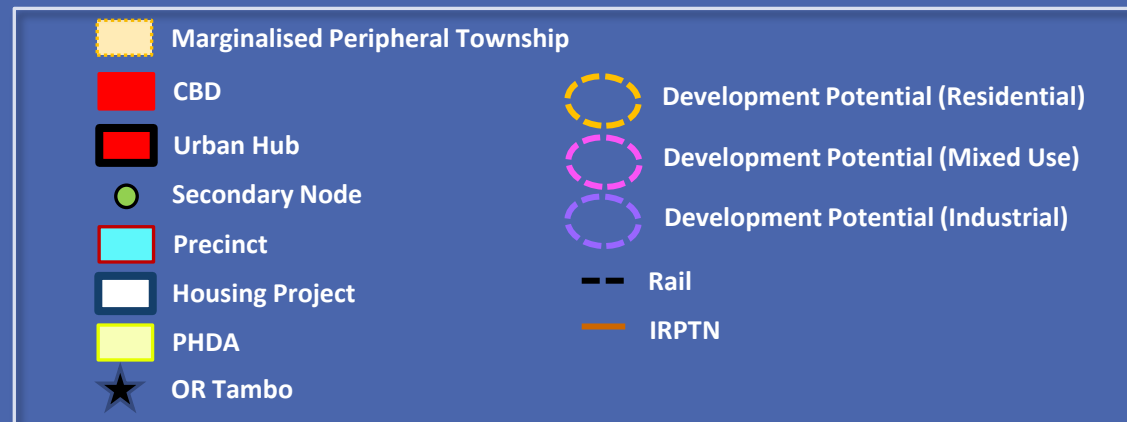 Marginalised Peripheral Township
CBD
Urban Hub
Secondary Node
Precinct
Housing Project
PHDA
OR Tambo
Development Potential (Residential)
Development Potential (Mixed Use)
Development Potential (Industrial)
Rail
IRPTN